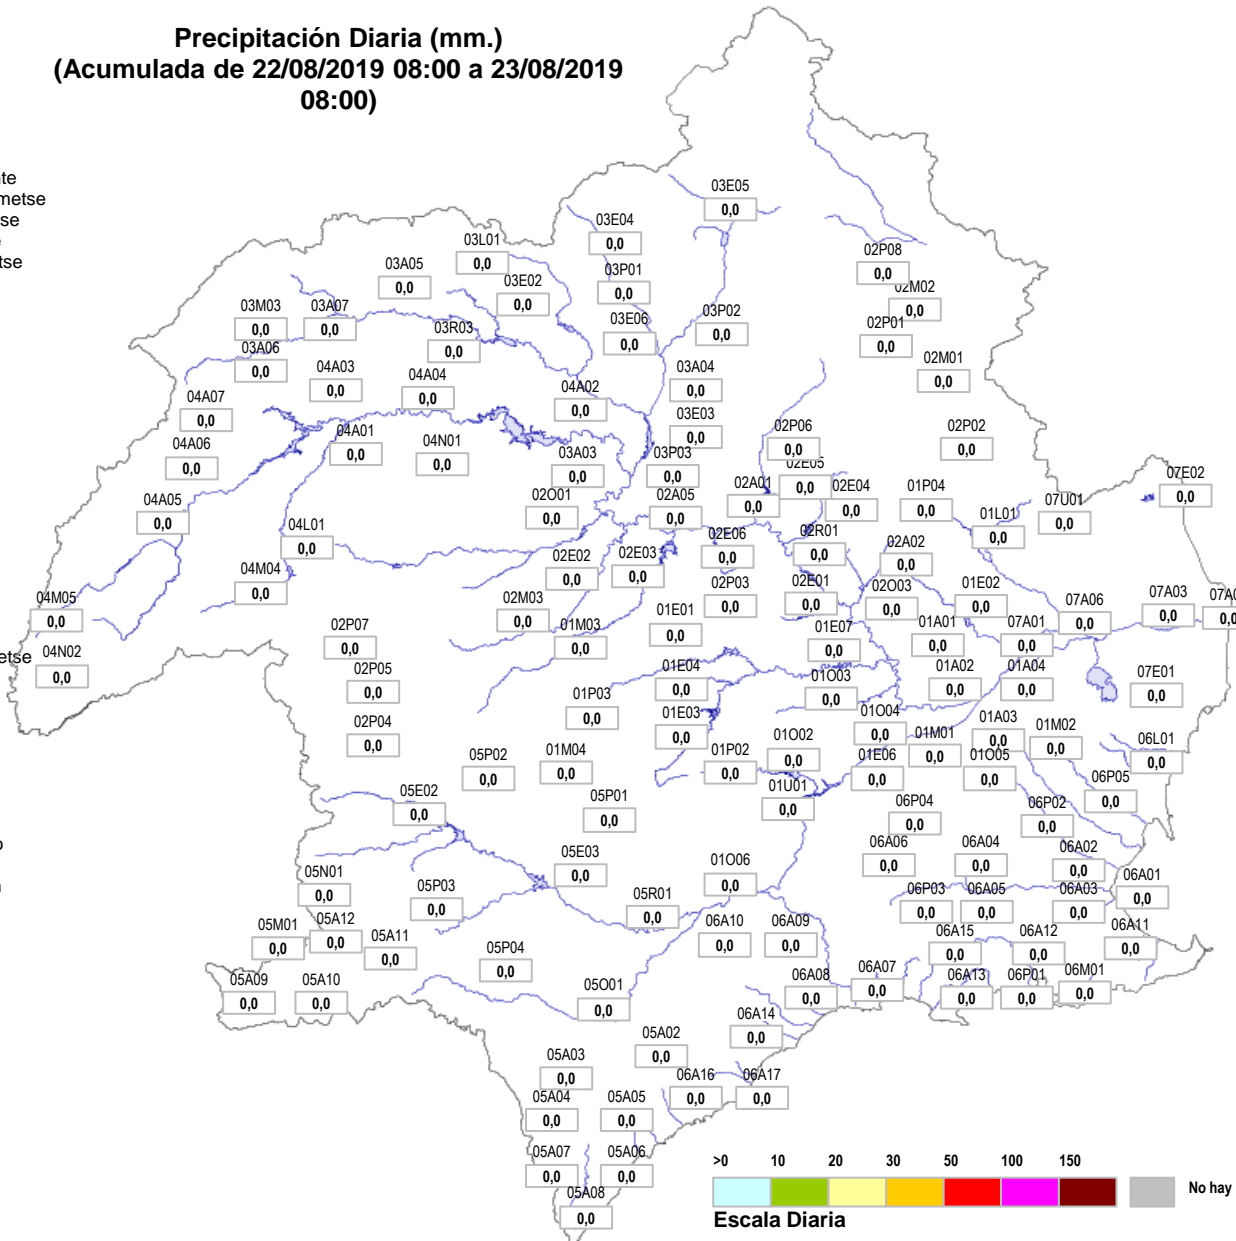 Precipitación Diaria (mm.)
(Acumulada de 22/08/2019 08:00 a 23/08/2019
08:00)
03E05
0,0
03E04
0,0
03L01
0,0
02P08
0,0
03A05
0,0
03P01
0,0
03E02
0,0
02M02
0,0
03M03
0,0
03A07
0,0
03P02
0,0
03E06
0,0
02P01
0,0
03R03
0,0
03A06
0,0
02M01
0,0
04A03
0,0
04A04
0,0
03A04
0,0
04A02
0,0
04A07
0,0
03E03
0,0
04A01
0,0
02P06
0,0
02P02
0,0
04N01
0,0
04A06
0,0
03A03
0,0
03P03
0,0
02E05
0,0
07E02
0,0
02A01
0,0
02E04
0,0
01P04
0,0
04A05
0,0
02O01
0,0
02A05
0,0
07U01
0,0
01L01
0,0
04L01
0,0
02E06
0,0
02R01
0,0
02A02
0,0
02E02
0,0
02E03
0,0
04M04
0,0
02P03
0,0
02E01
0,0
02O03
0,0
01E02
0,0
04M05
0,0
02M03
0,0
01E01
0,0
07A06
0,0
07A03
0,0
02P07
0,0
01M03
0,0
01E07
0,0
01A01
0,0
07A01
0,0
04N02
0,0
02P05
0,0
01E04
0,0
01O03
0,0
01A02
0,0
01A04
0,0
07E01
0,0
01P03
0,0
02P04
0,0
01E03
0,0
01O04
0,0
01A03
0,0
01M01
0,0
01M02
0,0
01O02
0,0
06L01
0,0
05P02
0,0
01M04
0,0
01P02
0,0
01E06
0,0
01O05
0,0
05E02
0,0
05P01
0,0
01U01
0,0
06P05
0,0
06P04
0,0
06P02
0,0
05E03
0,0
01O06
0,0
06A06
0,0
06A04
0,0
06A02
0,0
05N01
0,0
05P03
0,0
05R01
0,0
06P03
0,0
06A05
0,0
06A03
0,0
06A01
0,0
05M01
0,0
05A12
0,0
05A11
0,0
05P04
0,0
06A10
0,0
06A09
0,0
06A15
0,0
06A12
0,0
06A11
0,0
05A09
0,0
05A10
0,0
05O01
0,0
06A08
0,0
06A07
0,0
06A13
0,0
06P01
0,0
06M01
0,0
06A14
0,0
05A02
0,0
05A03
0,0
06A16
0,0
06A17
0,0
05A04
0,0
05A05
0,0
05A07
0,0
05A06
0,0
05A08
0,0
>0 10 20 30 50 100 150
No hay
Escala Diaria